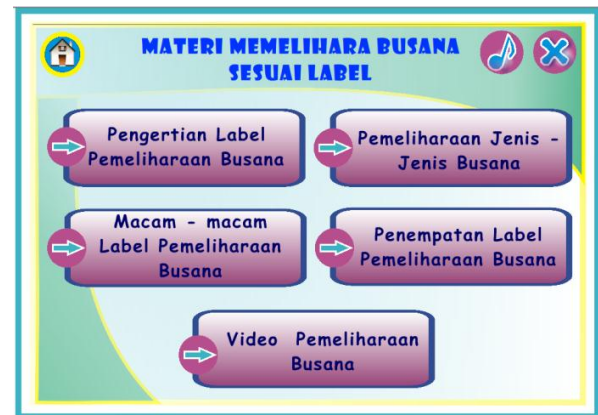 MATERI MEMELIHARA BUSANA
SESUAI LABEL
Pengertian Label
Pemeliharaan Busana
Pemeliharaan Jenis -
Jenis Busana
Macam - macam
Label Pemeliharaan
Busana
Penempatan Label
Pemeliharaan Busana
Video Pemeliharaan
Busana